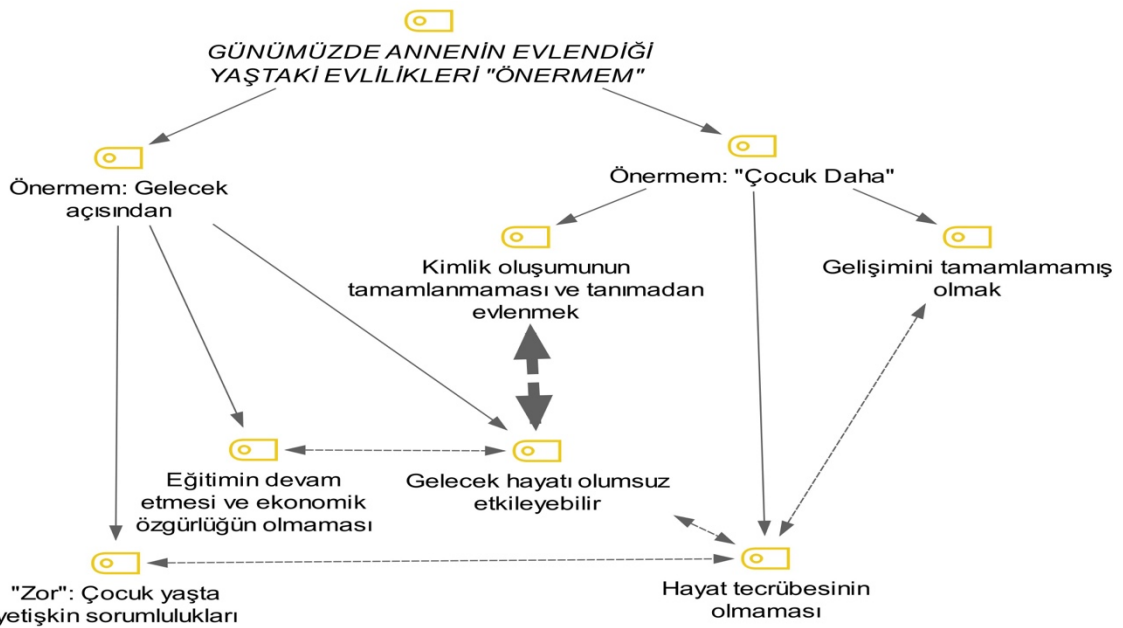 GÜNÜMÜZDE ANNENİN EVLENDİĞİ
YAŞTAKİ EVLİLİKLERİ "ÖNERMEM"
Önermem: Gelecek
açısından
Önermem: "Çocuk Daha"
Kimlik oluşumunun
tamamlanmaması ve tanımadan
evlenmek
Gelişimini tamamlamamış
olmak
Eğitimin devam
etmesi ve ekonomik
özgürlüğün olmaması
Gelecek hayatı olumsuz
etkileyebilir
"Zor": Çocuk yaşta
yetişkin sorumlulukları
Hayat tecrübesinin
olmaması